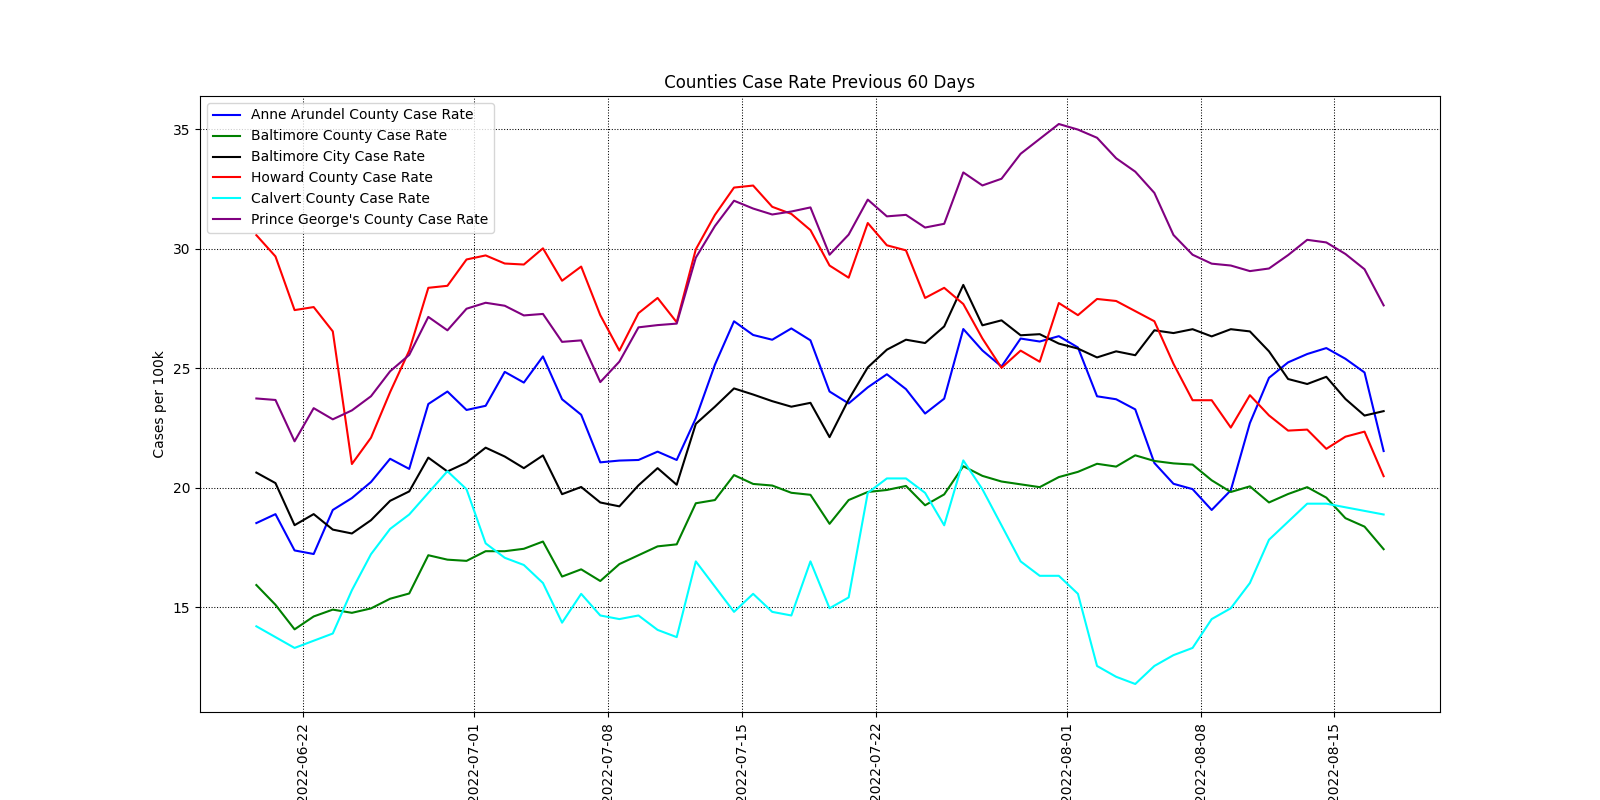 Counties Case Rate Previous 60 Days
Anne Arundel County Case Rate
Baltimore County Case Rate
Baltimore City Case Rate
Howard County Case Rate
Calvert County Case Rate
Prince George's County Case Rate
35
30
25
20
15
Cases per 100k
2022-06-22
2022-07-01
2022-07-08
2022-07-15
2022-07-22
2022-08-01
2022-08-08
2022-08-15